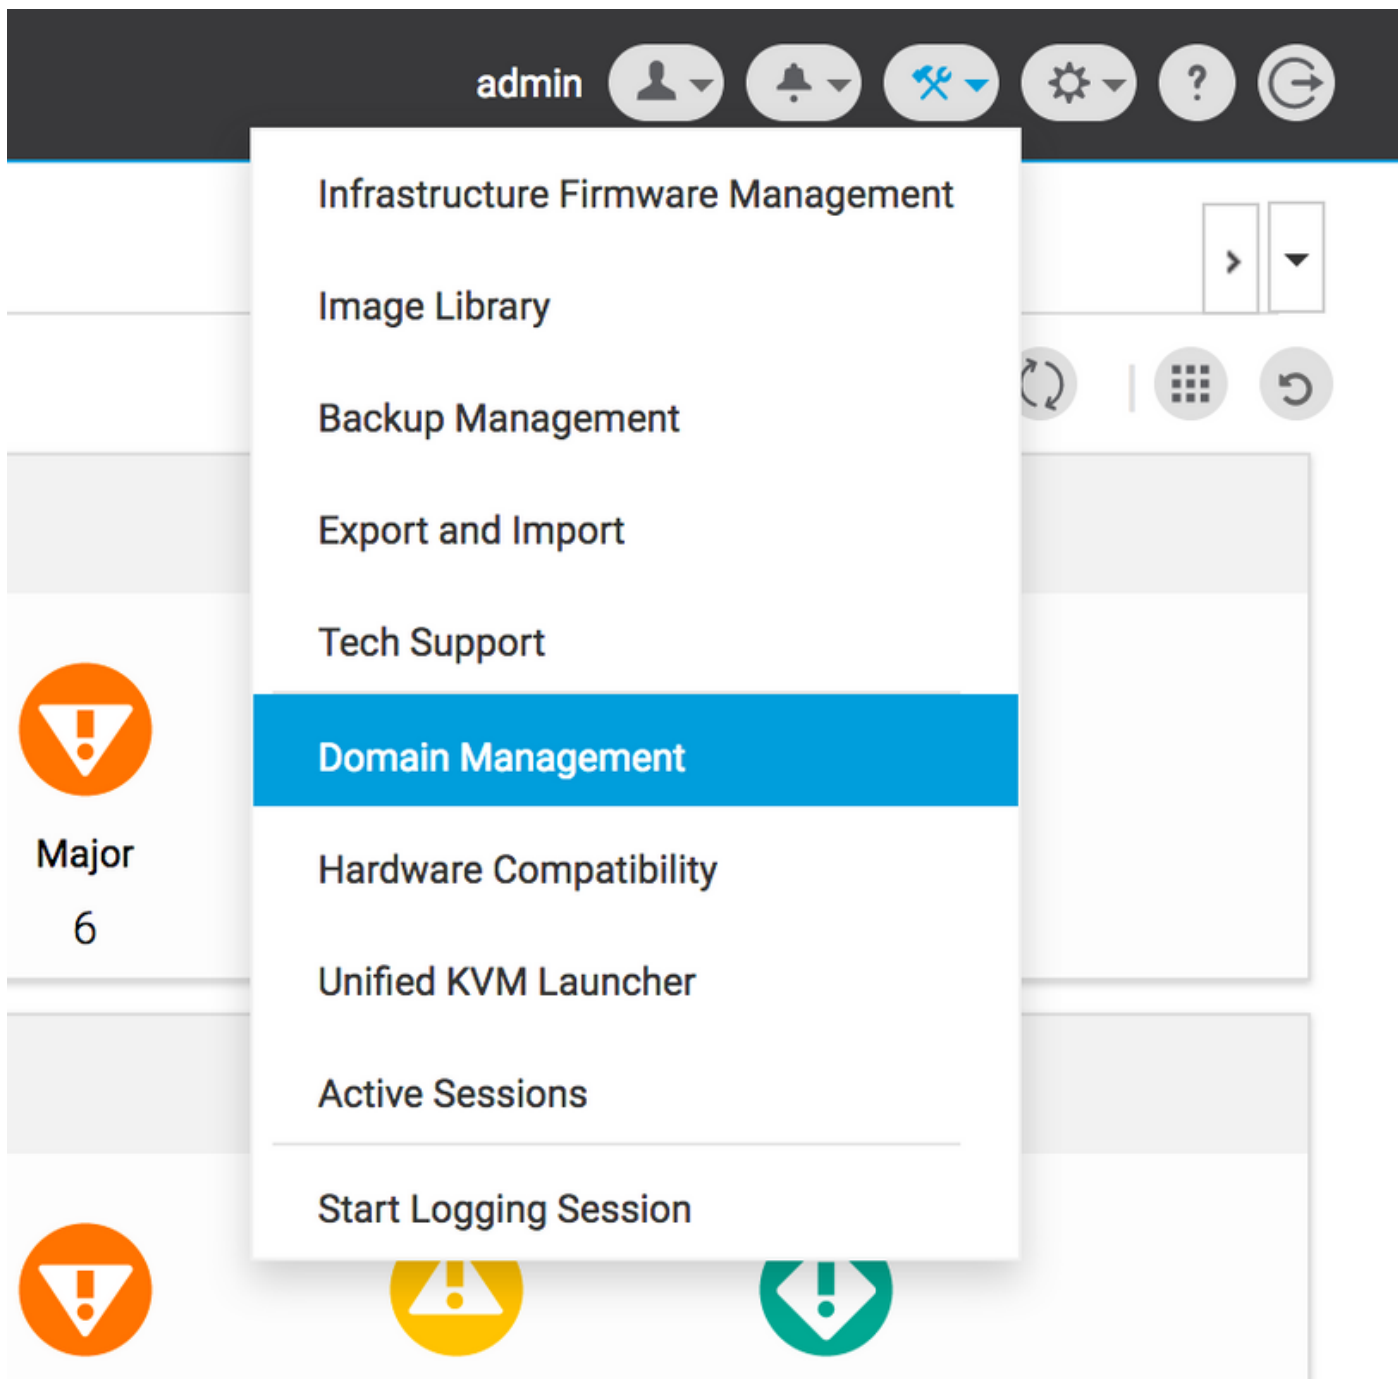 admin
?
Infrastructure Firmware Management
Image Library
Backup Management
Export and Import
Tech Support
Domain Management
Hardware Compatibility
Unified KVM Launcher
Active Sessions
Start Logging Session
Major
6